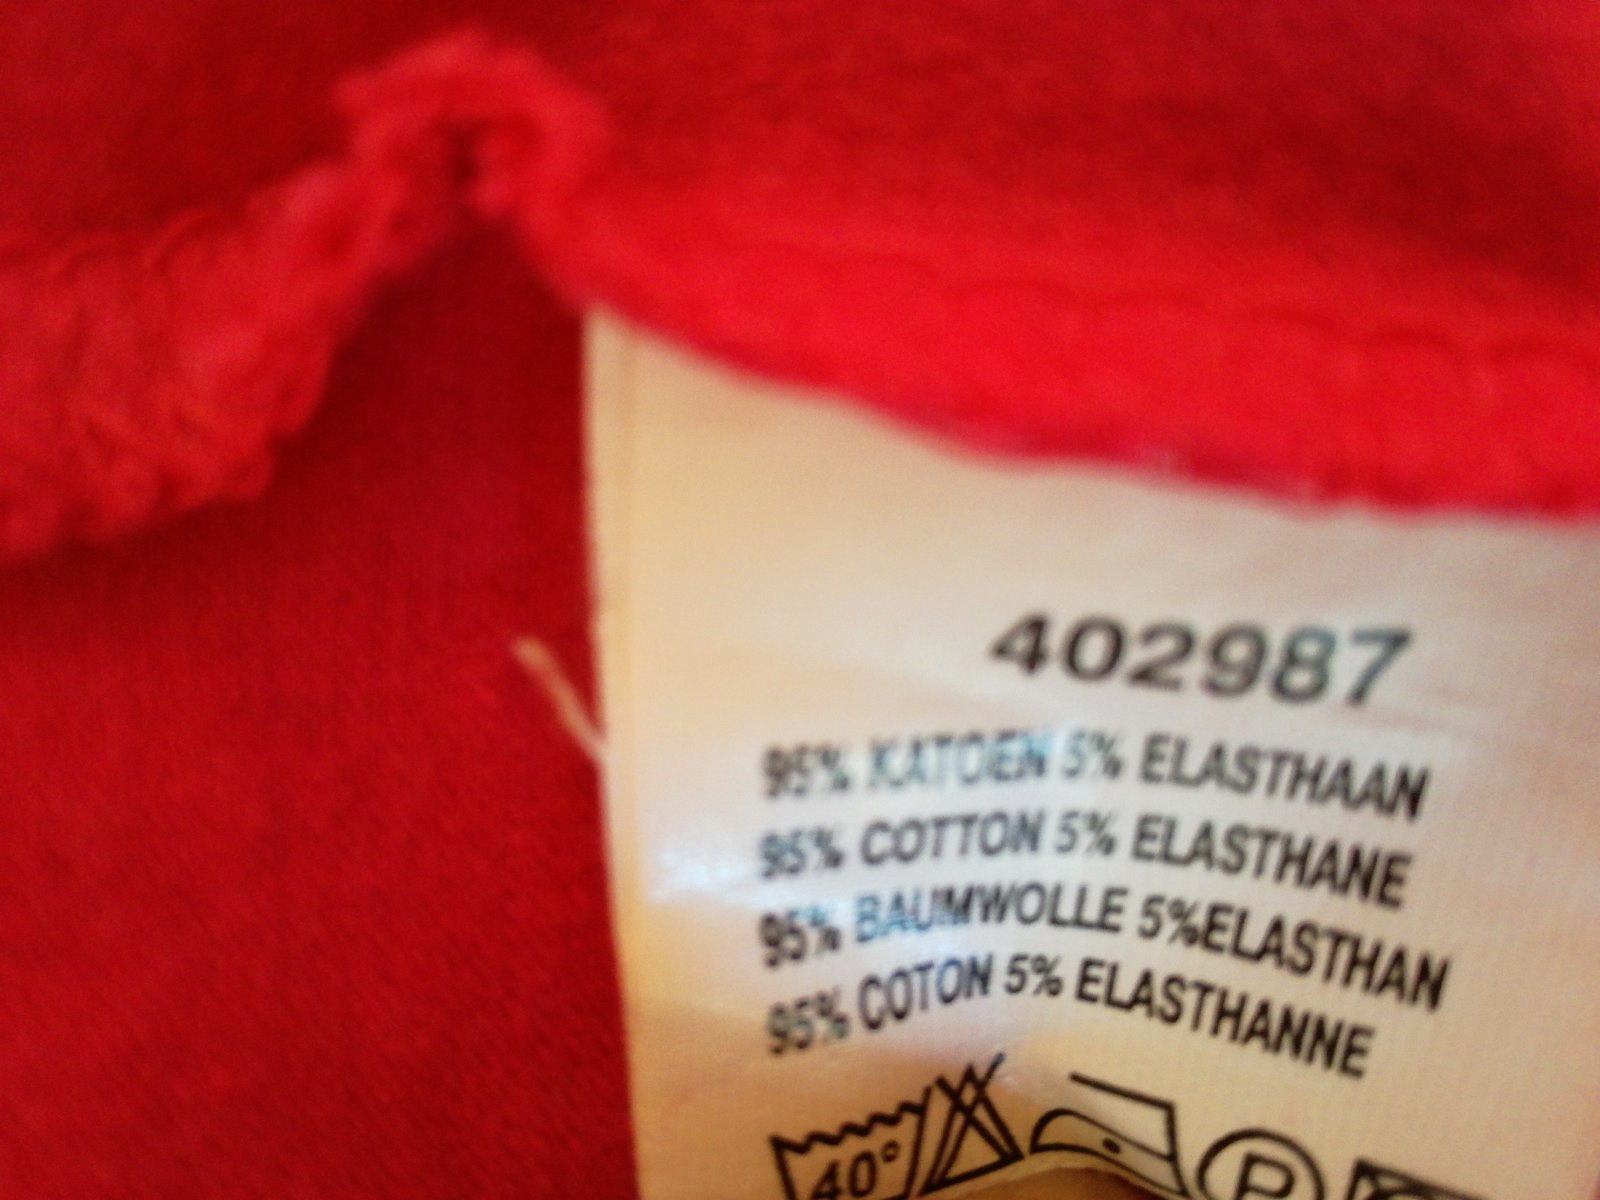 402987
95% KATOEN 5% ELASTHAAN
95% COTTON 5% ELASTHANE
95% BAUMWOLLE 5%ELASTHAN
95% COTON 5% ELASTHANNE
40° P